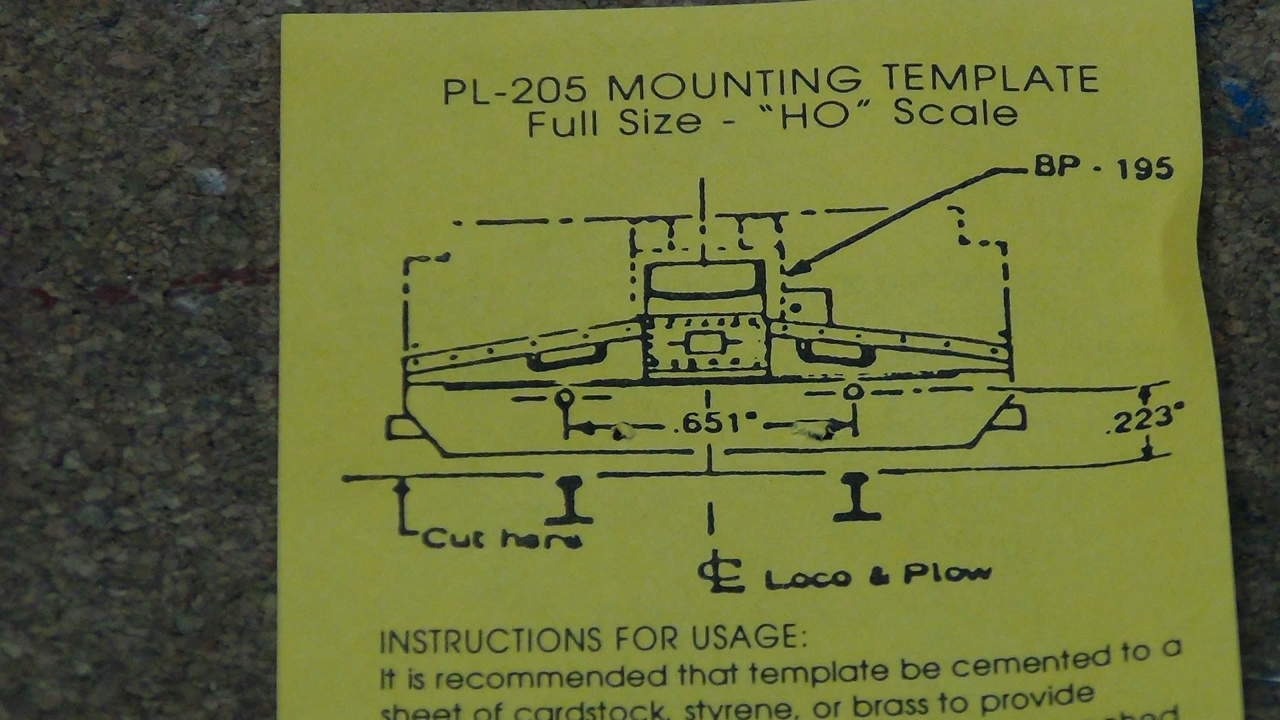 PL-205 MOUNTING TEMPLATE
Full Size - "HO" Scale
BP - 195
.651"
.223"
Cut here
℄ Loco & Plow
INSTRUCTIONS FOR USAGE:
It is recommended that template be cemented to a
sheet of cardstock, styrene, or brass to provide